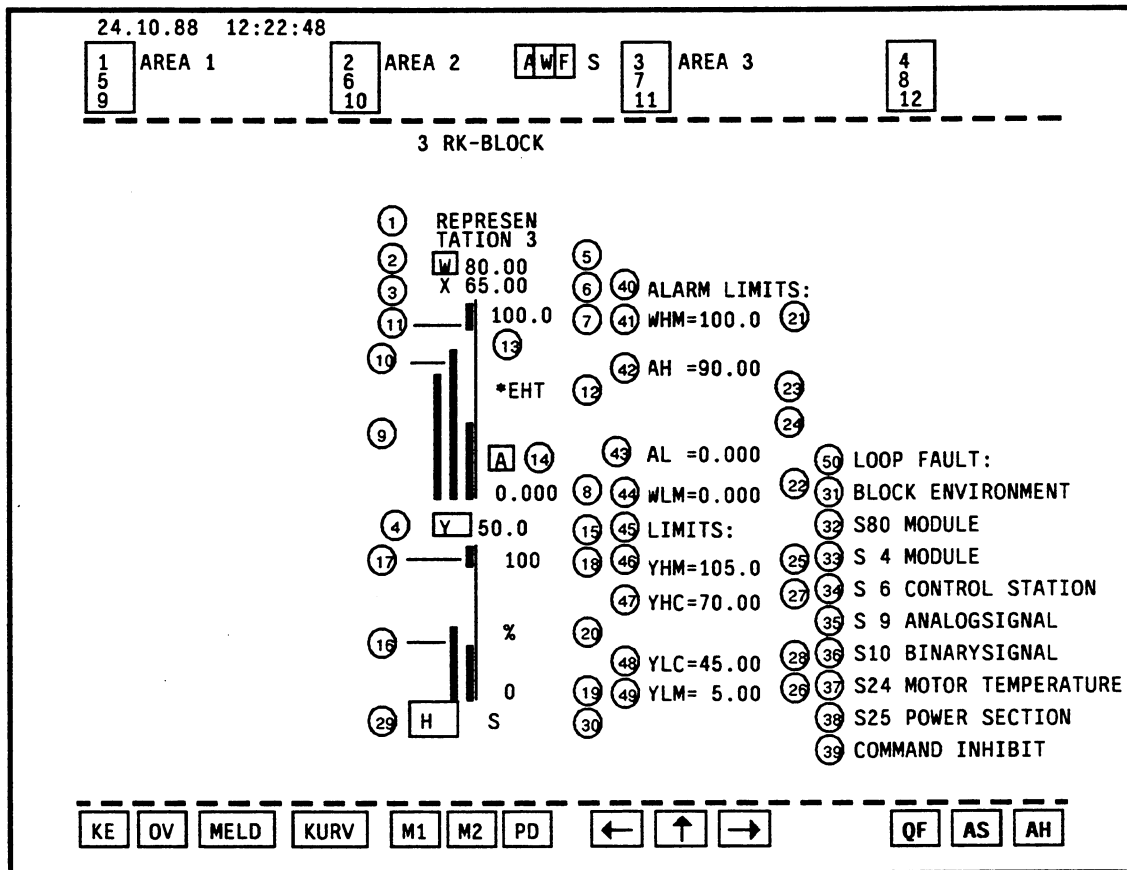 24.10.88 12:22:48
1 AREA 1 2 AREA 2 A W F S 3 AREA 3 4
5 6 7 8
9 10 11 12
3 RK-BLOCK
1 REPRESEN
TATION 3
2 W 80.00 5
3 X 65.00 6 40 ALARM LIMITS:
11 100.0 7 41 WHM=100.0 21
13
10 42 AH =90.00
*EHT 12 23
24
9 A 14 43 AL =0.000 50 LOOP FAULT:
0.000 8 44 WLM=0.000 22 31 BLOCK ENVIRONMENT
4 Y 50.0 15 45 LIMITS: 32 S80 MODULE
17 100 18 46 YHM=105.0 25 33 S 4 MODULE
47 YHC=70.00 27 34 S 6 CONTROL STATION
16 % 20 35 S 9 ANALOGSIGNAL
48 YLC=45.00 28 36 S10 BINARYSIGNAL
0 19 49 YLM= 5.00 26 37 S24 MOTOR TEMPERATURE
29 H S 30 38 S25 POWER SECTION
39 COMMAND INHIBIT
KE OV MELD KURV M1 M2 PD ← ↑ → QF AS AH